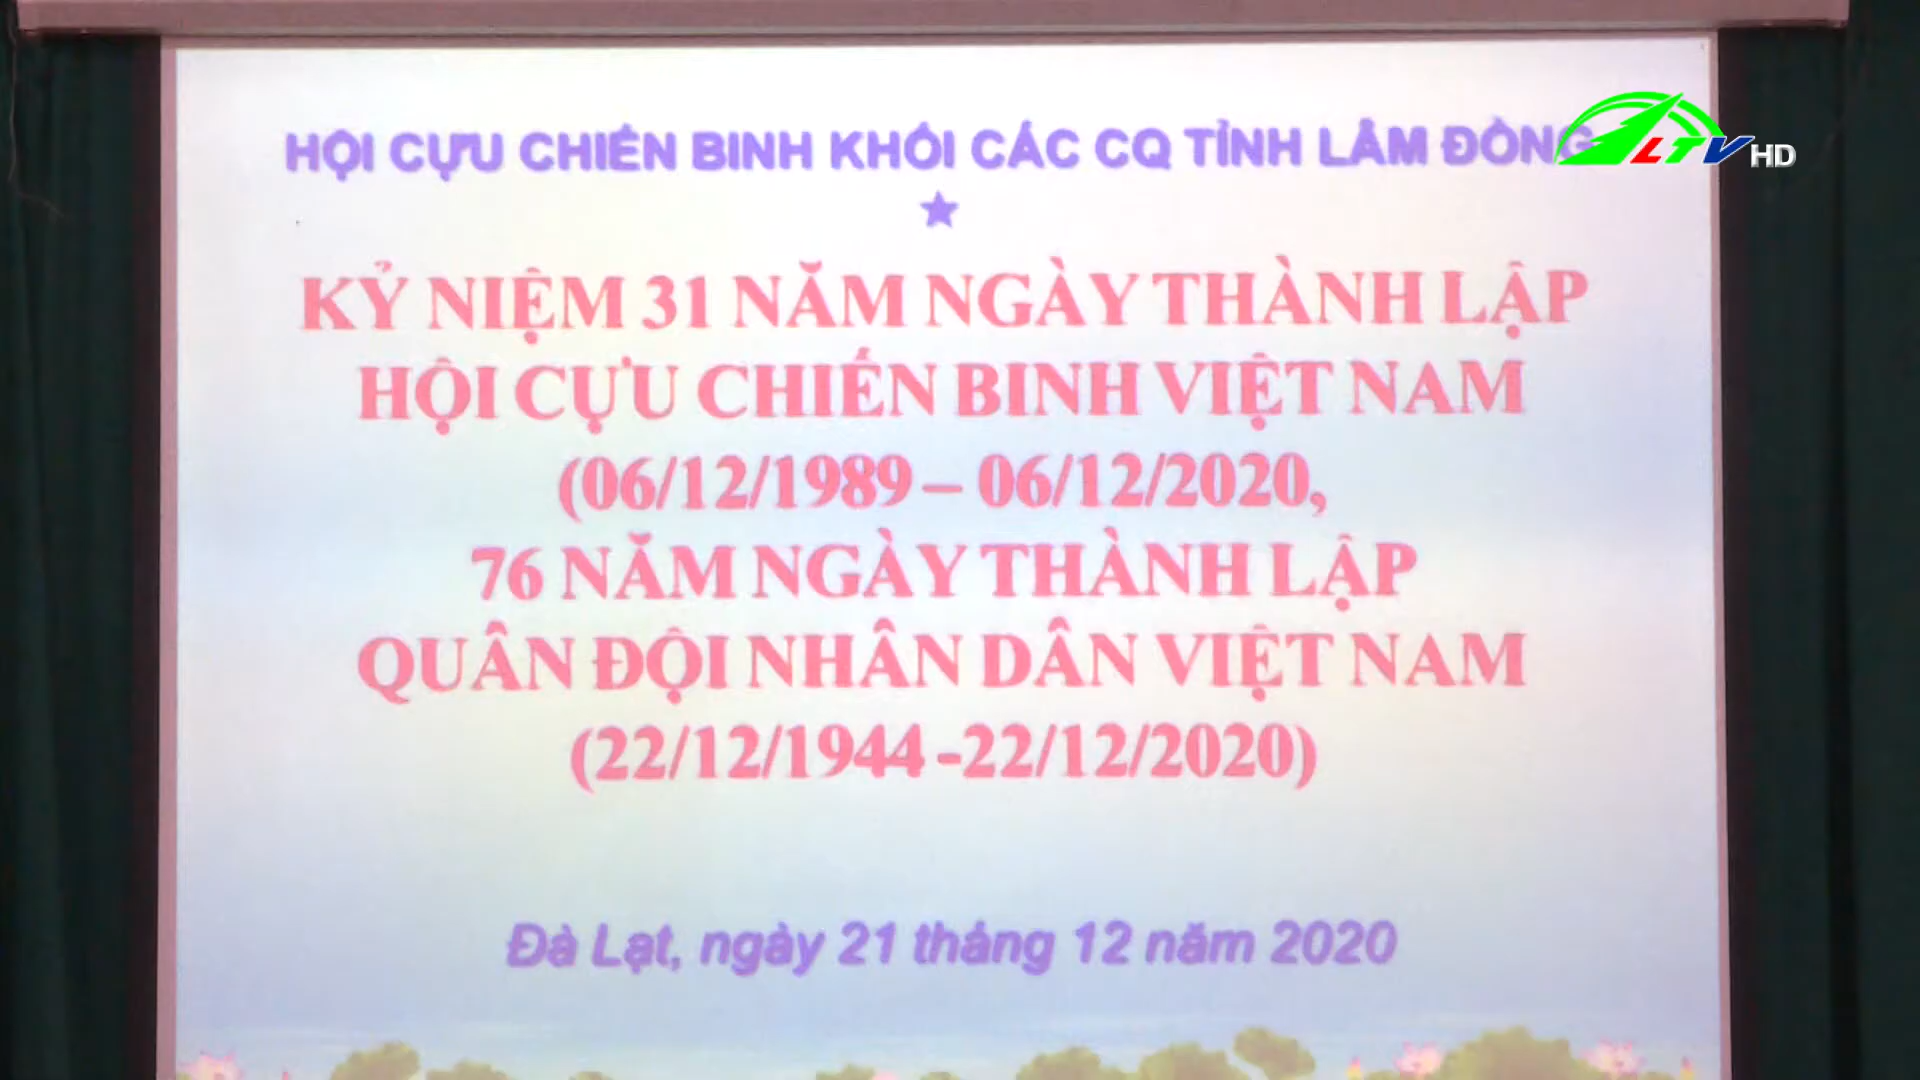 HỘI CỰU CHIẾN BINH KHỐI CÁC CQ TỈNH LÂM ĐỒNG
LTV HD
KỶ NIỆM 31 NĂM NGÀY THÀNH LẬP
HỘI CỰU CHIẾN BINH VIỆT NAM
(06/12/1989 – 06/12/2020,
76 NĂM NGÀY THÀNH LẬP
QUÂN ĐỘI NHÂN DÂN VIỆT NAM
(22/12/1944 -22/12/2020)
Đà Lạt, ngày 21 tháng 12 năm 2020